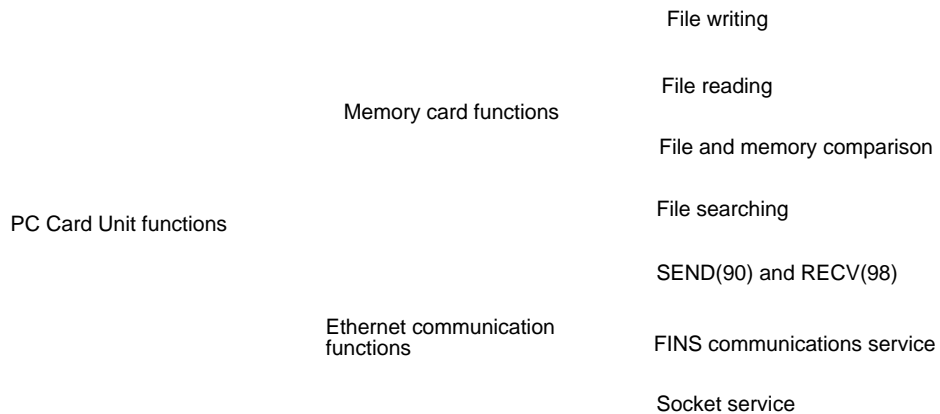 File writing
File reading
Memory card functions
File and memory comparison
File searching
PC Card Unit functions
SEND(90) and RECV(98)
Ethernet communication
functions
FINS communications service
Socket service